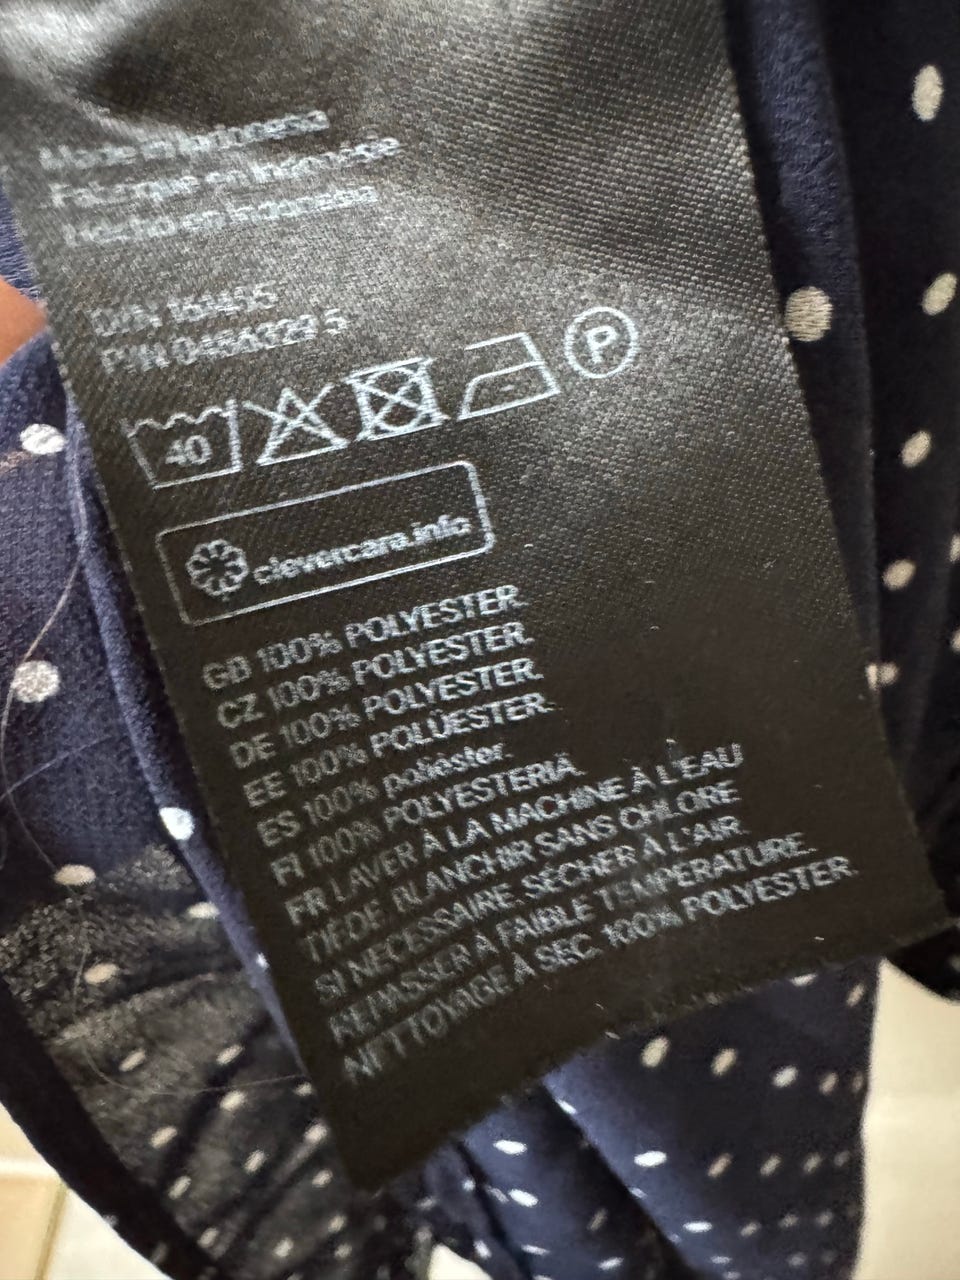 Made in Indonesia
Fabriqué en Indonésie
Hecho en Indonesia
P/N
40
P
clevercare.info
GB 100% POLYESTER.
CZ 100% POLYESTER.
DE 100% POLYESTER.
EE 100% POLÜESTER.
ES 100% poliéster.
FI 100% POLYESTERIA.
FR LAVER À LA MACHINE À L'EAU
TIÈDE. BLANCHIR SANS CHLORE
SI NÉCESSAIRE. SÉCHER À L'AIR.
REPASSER À FAIBLE TEMPÉRATURE.
NETTOYAGE À SEC. 100% POLYESTER.